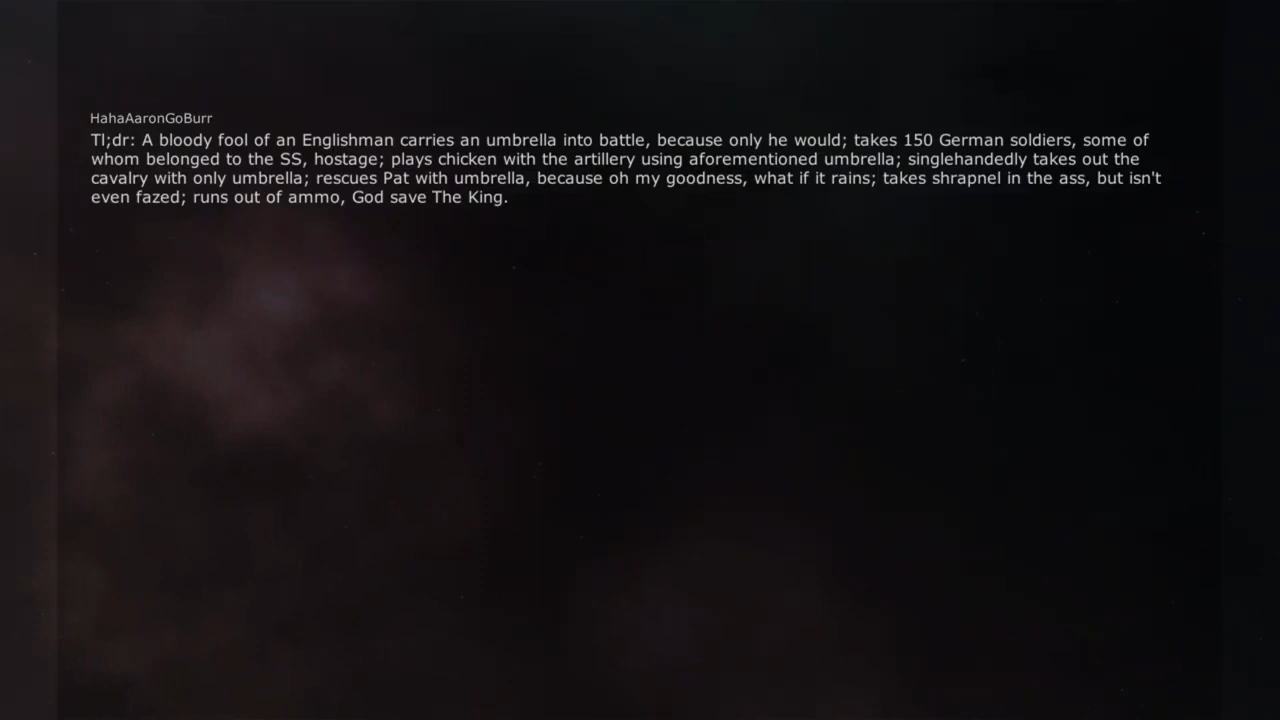 HahaAaronGoBurr
Tl;dr: A bloody fool of an Englishman carries an umbrella into battle, because only he would; takes 150 German soldiers, some of
whom belonged to the SS, hostage; plays chicken with the artillery using aforementioned umbrella; singlehandedly takes out the
cavalry with only umbrella; rescues Pat with umbrella, because oh my goodness, what if it rains; takes shrapnel in the ass, but isn't
even fazed; runs out of ammo, God save The King.